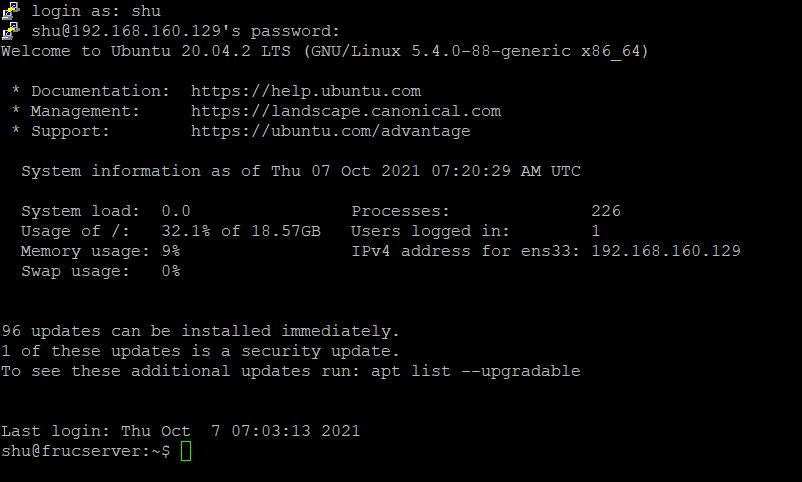 login as: shu
shu@192.168.160.129's password:
Welcome to Ubuntu 20.04.2 LTS (GNU/Linux 5.4.0-88-generic x86_64)
* Documentation:  https://help.ubuntu.com
* Management:     https://landscape.canonical.com
* Support:        https://ubuntu.com/advantage
System information as of Thu 07 Oct 2021 07:20:29 AM UTC
System load:  0.0                Processes:              226
Usage of /:   32.1% of 18.57GB   Users logged in:        1
Memory usage: 9%                 IPv4 address for ens33: 192.168.160.129
Swap usage:   0%
96 updates can be installed immediately.
1 of these updates is a security update.
To see these additional updates run: apt list --upgradable
Last login: Thu Oct  7 07:03:13 2021
shu@frucserver:~$